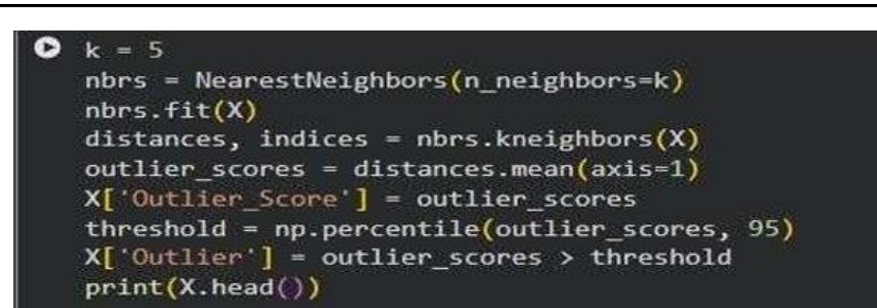 k = 5
nbrs = NearestNeighbors(n_neighbors=k)
nbrs.fit(X)
distances, indices = nbrs.kneighbors(X)
outlier_scores = distances.mean(axis=1)
X['Outlier_Score'] = outlier_scores
threshold = np.percentile(outlier_scores, 95)
X['Outlier'] = outlier_scores > threshold
print(X.head())